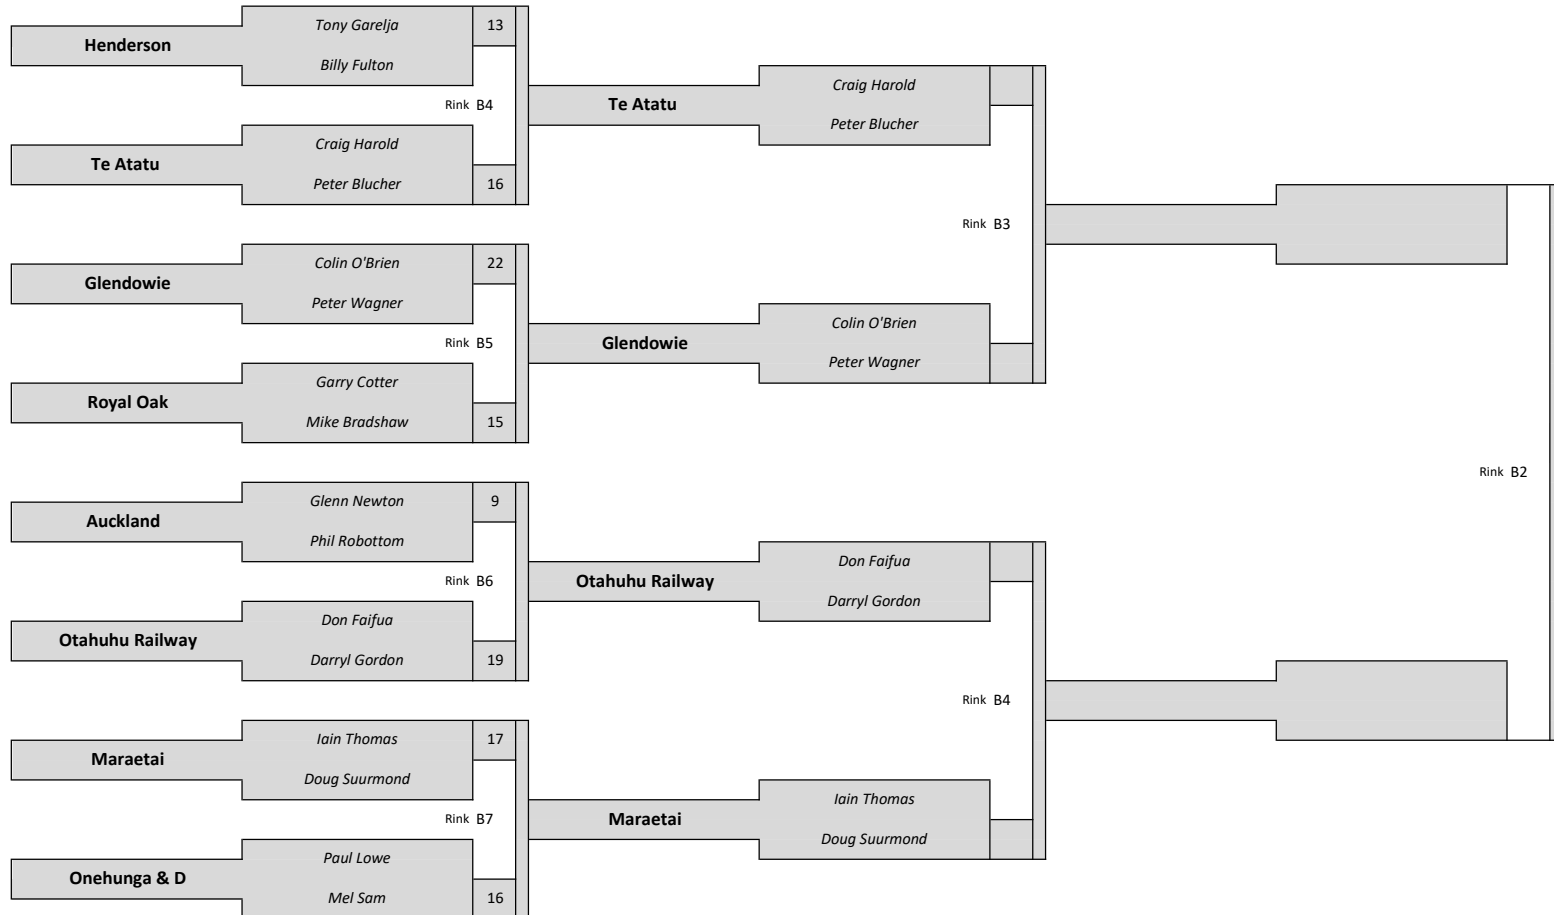 Tony Garelja 13
Henderson
Billy Fulton
Rink B4
Craig Harold
Te Atatu
Peter Blucher 16
Colin O'Brien 22
Glendowie
Peter Wagner
Rink B5
Garry Cotter
Royal Oak
Mike Bradshaw 15
Glenn Newton 9
Auckland
Phil Robottom
Rink B6
Don Faifua
Otahuhu Railway
Darryl Gordon 19
Iain Thomas 17
Maraetai
Doug Suurmond
Rink B7
Paul Lowe
Onehunga & D
Mel Sam 16
Craig Harold
Te Atatu
Peter Blucher
Rink B3
Colin O'Brien
Glendowie
Peter Wagner
Don Faifua
Otahuhu Railway
Darryl Gordon
Rink B4
Iain Thomas
Maraetai
Doug Suurmond
Rink B2